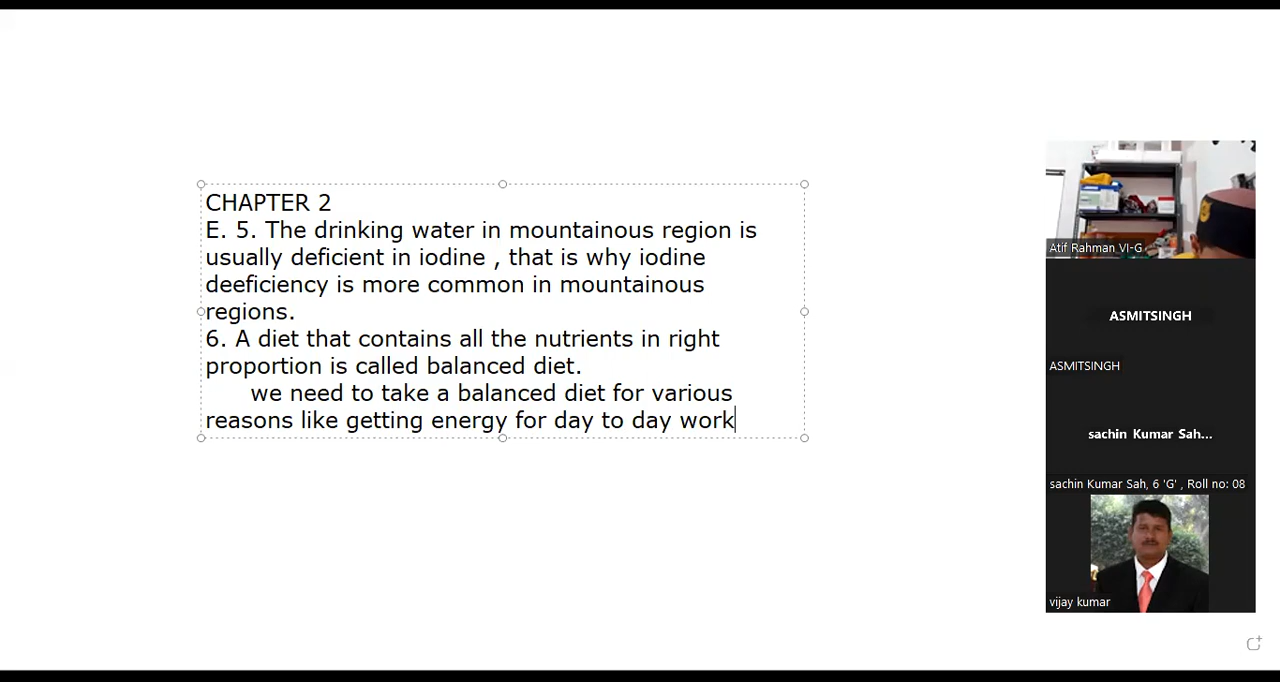 CHAPTER 2
E. 5. The drinking water in mountainous region is
usually deficient in iodine , that is why iodine
deeficiency is more common in mountainous
regions.
6. A diet that contains all the nutrients in right
proportion is called balanced diet.
we need to take a balanced diet for various
reasons like getting energy for day to day work
Atif Rahman VI-G
ASMITSINGH
ASMITSINGH
sachin Kumar Sah...
sachin Kumar Sah, 6 'G' , Roll no: 08
vijay kumar